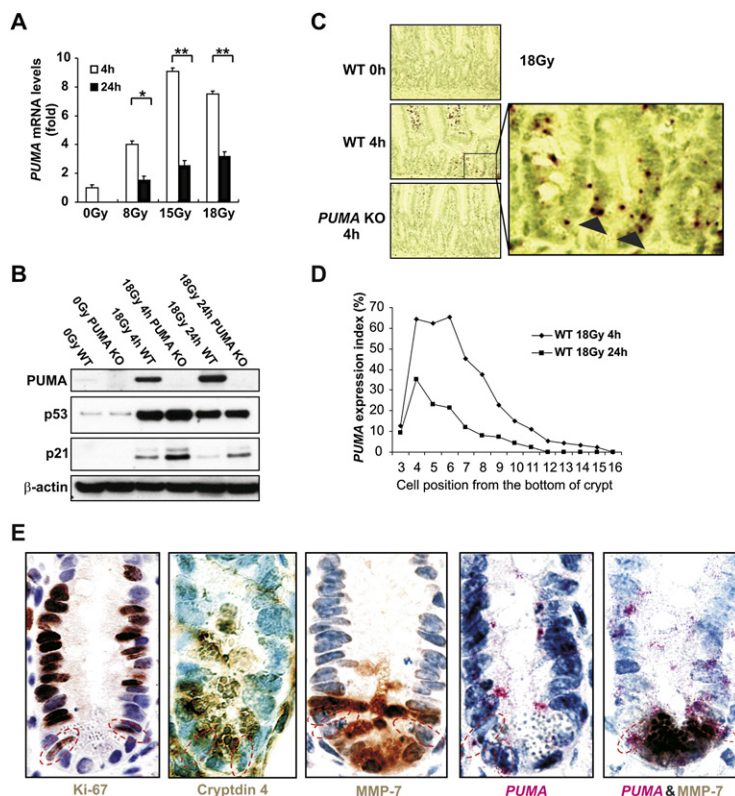 A
PUMA mRNA levels
(fold)
10
8
6
4
2
0
4h
24h
*
**
**
0Gy 8Gy 15Gy 18Gy
B
0Gy WT
0Gy PUMA KO
18Gy 4h WT
18Gy 4h PUMA KO
18Gy 24h WT
18Gy 24h PUMA KO
PUMA
p53
p21
β-actin
C
WT 0h
18Gy
WT 4h
PUMA KO
4h
D
PUMA expression index (%)
70
60
50
40
30
20
10
0
WT 18Gy 4h
WT 18Gy 24h
3 4 5 6 7 8 9 10 11 12 13 14 15 16
Cell position from the bottom of crypt
E
Ki-67
Cryptdin 4
MMP-7
PUMA
PUMA & MMP-7